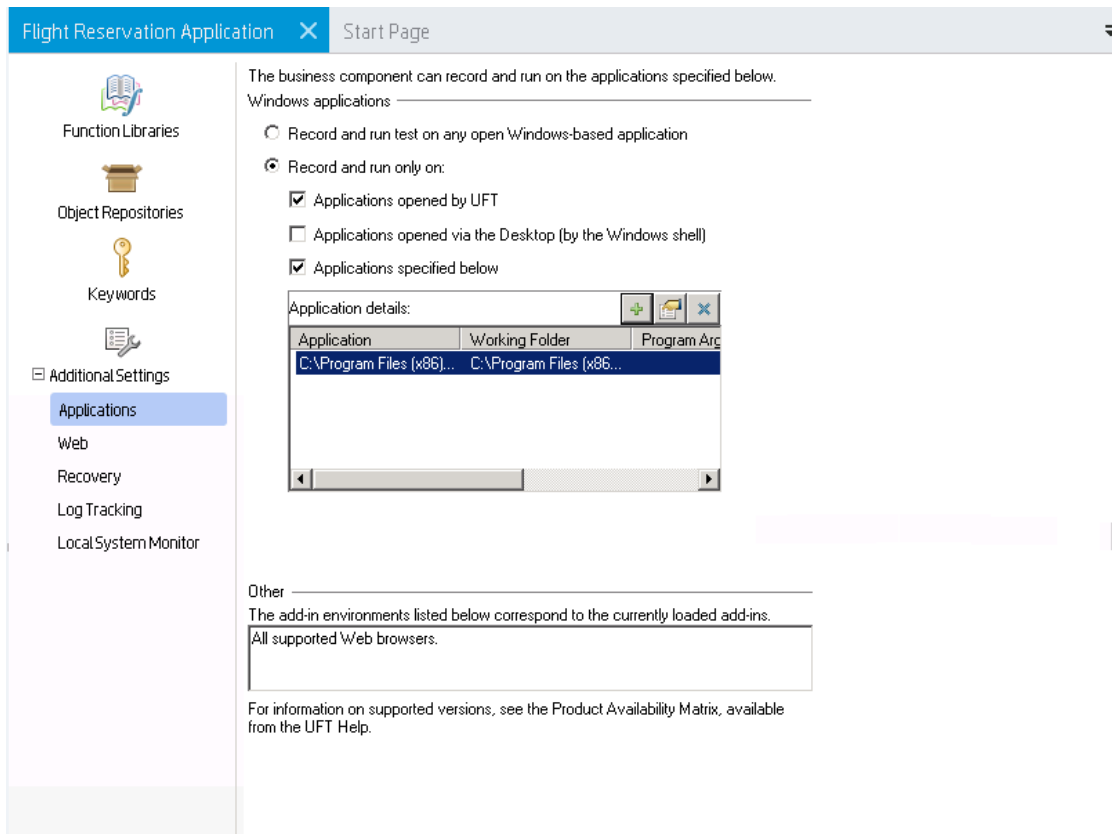 Flight Reservation Application
Start Page
Function Libraries
Object Repositories
Keywords
Additional Settings
Applications
Web
Recovery
Log Tracking
Local System Monitor
The business component can record and run on the applications specified below.
Windows applications
Record and run test on any open Windows-based application
Record and run only on:
Applications opened by UFT
Applications opened via the Desktop (by the Windows shell)
Applications specified below
Application details:
Application Working Folder Program Arg
C:\Program Files (x86)... C:\Program Files (x86...
Other
The add-in environments listed below correspond to the currently loaded add-ins.
All supported Web browsers.
For information on supported versions, see the Product Availability Matrix, available
from the UFT Help.